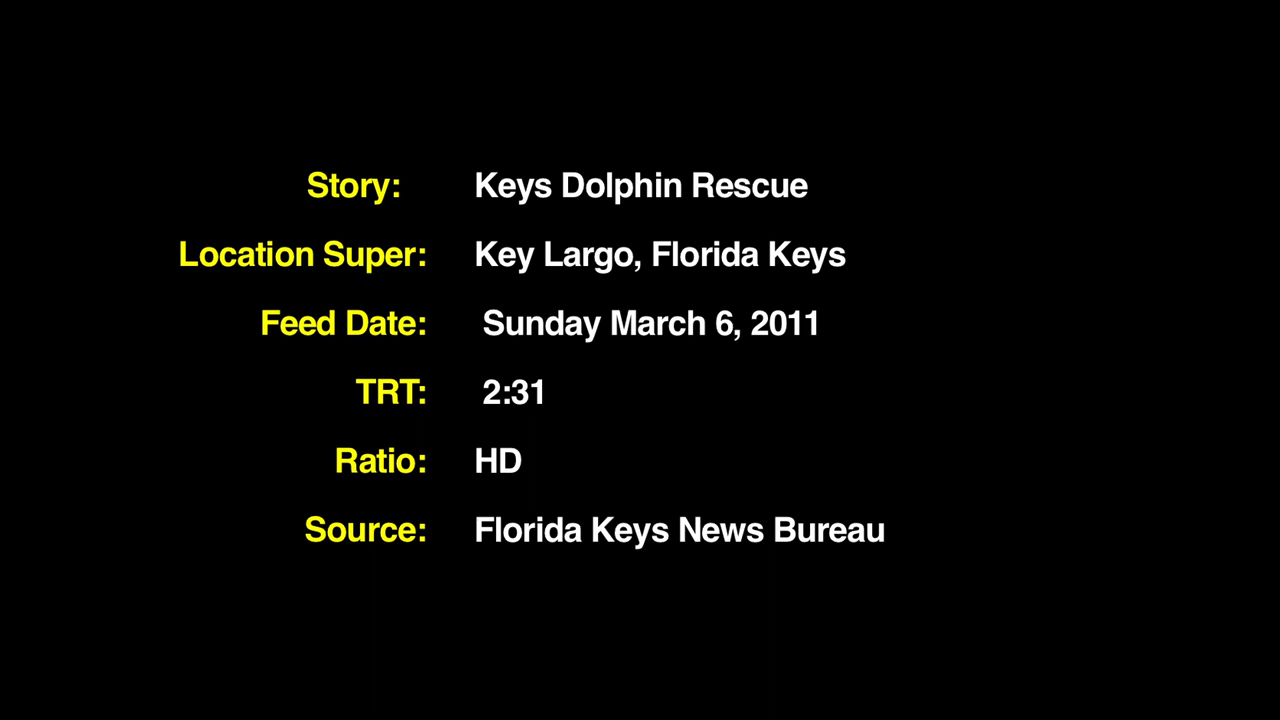 Story: Keys Dolphin Rescue
Location Super: Key Largo, Florida Keys
Feed Date: Sunday March 6, 2011
TRT: 2:31
Ratio: HD
Source: Florida Keys News Bureau